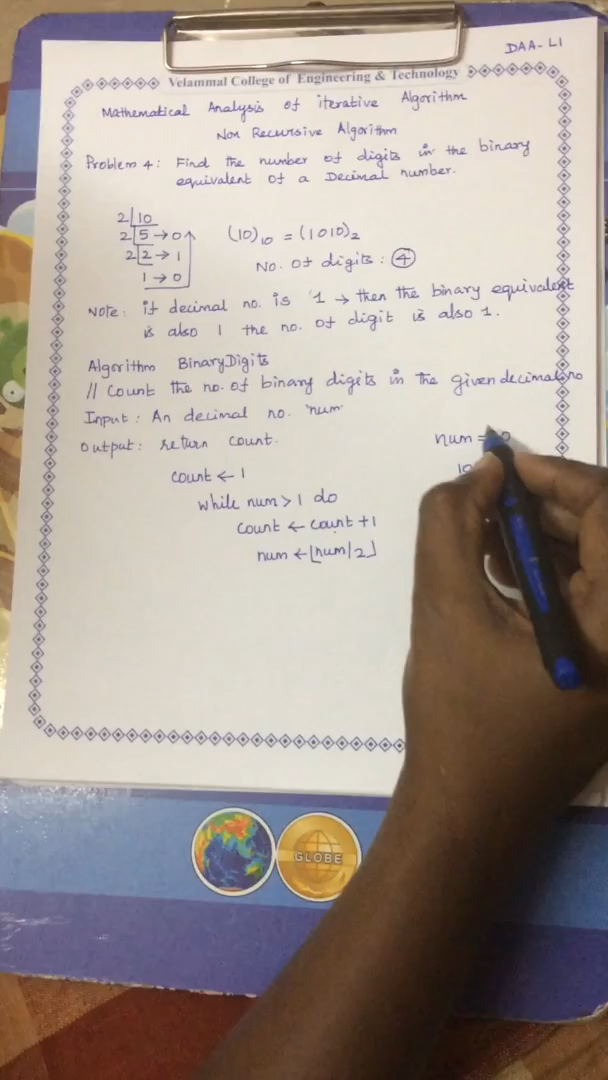 DAA-L1
Velammal College of Engineering & Technology
Mathematical Analysis of iterative Algorithm
Non Recursive Algorithm
Problem 4: Find the number of digits in the binary
equivalent of a Decimal number.
2 10
2 5 → 0
2 2 → 1
1 → 0
(10)₁₀ = (1010)₂
No. of digits : 4
Note: if decimal no. is '1 → then the binary equivalent
is also 1 the no. of digit is also 1.
Algorithm BinaryDigits
// Count the no. of binary digits in the given decimal no
Input: An decimal no. 'num'
Output: return count.
count ← 1
while num > 1 do
count ← count + 1
num ← ⌊num/2⌋
num =
GLOBE